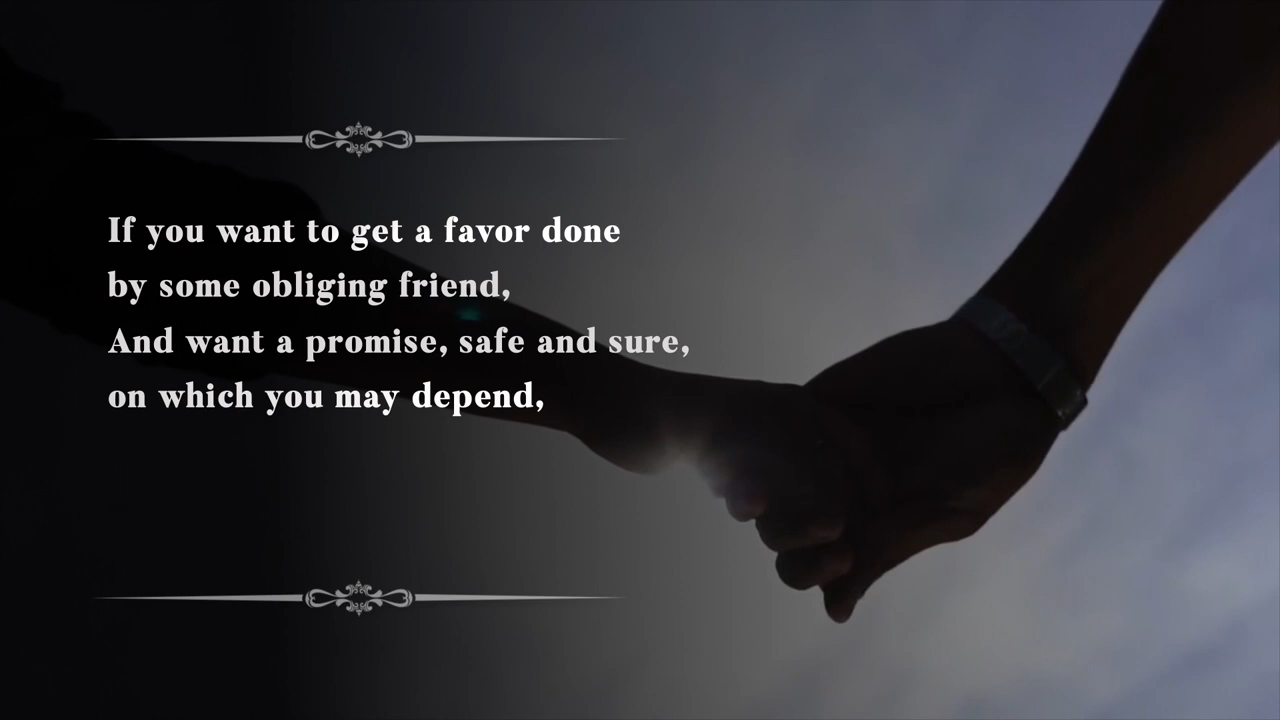 If you want to get a favor done
by some obliging friend,
And want a promise, safe and sure,
on which you may depend,